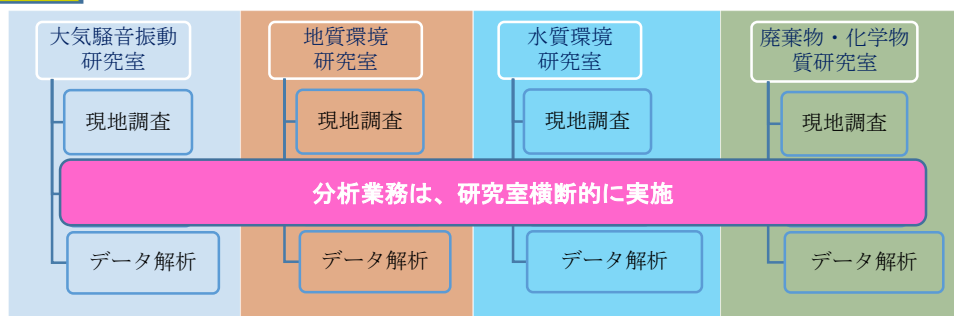 大気騒音振動
研究室
地質環境
研究室
水質環境
研究室
廃棄物・化学物
質研究室
現地調査
現地調査
現地調査
現地調査
分析業務は、研究室横断的に実施
データ解析
データ解析
データ解析
データ解析